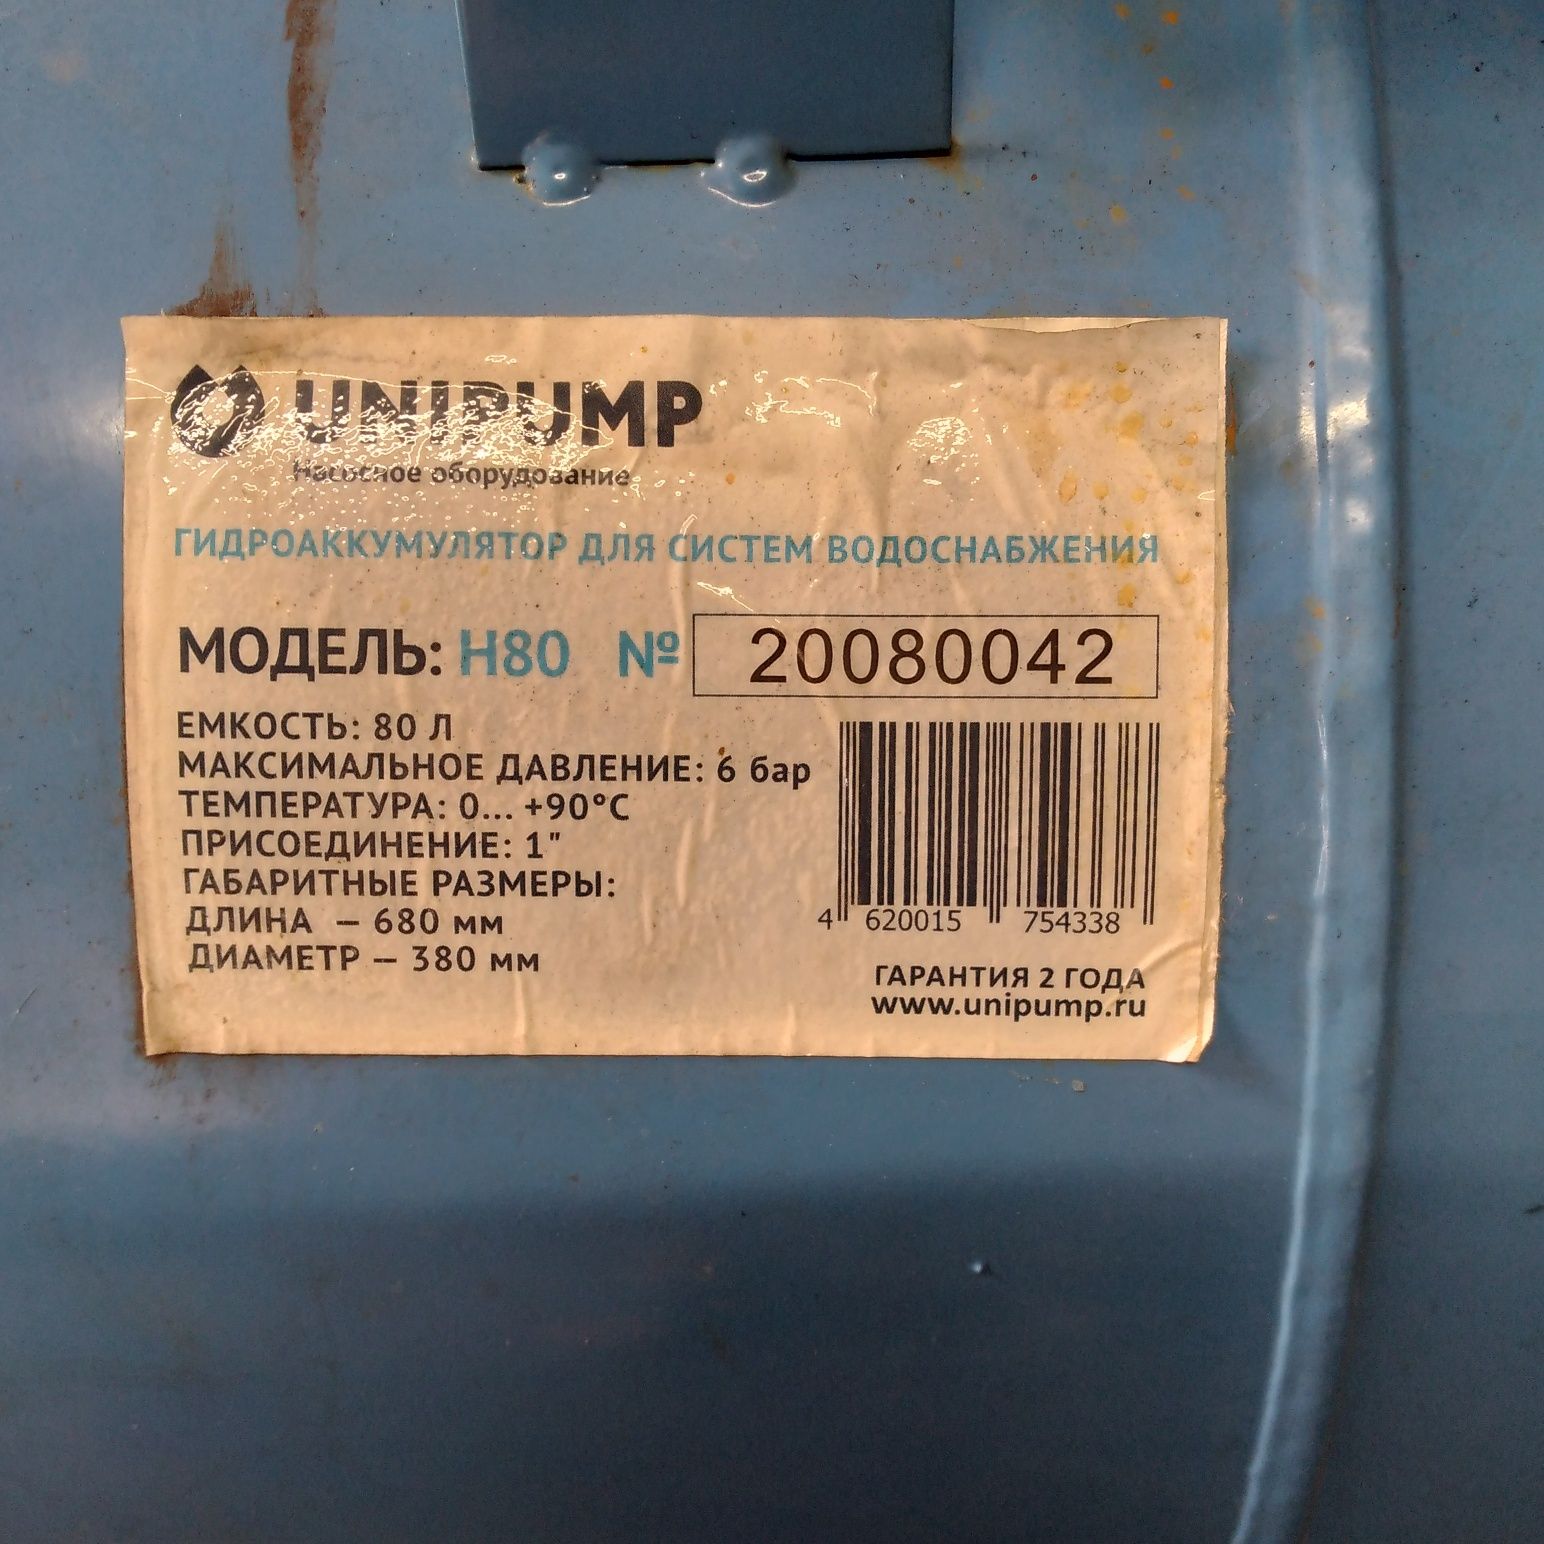 UNIPUMP
Насосное оборудование
ГИДРОАККУМУЛЯТОР ДЛЯ СИСТЕМ ВОДОСНАБЖЕНИЯ
МОДЕЛЬ: H80 № 20080042
ЕМКОСТЬ: 80 Л
МАКСИМАЛЬНОЕ ДАВЛЕНИЕ: 6 бар
ТЕМПЕРАТУРА: 0... +90°C
ПРИСОЕДИНЕНИЕ: 1"
ГАБАРИТНЫЕ РАЗМЕРЫ:
ДЛИНА – 680 мм
ДИАМЕТР – 380 мм
4 620015 754338
ГАРАНТИЯ 2 ГОДА
www.unipump.ru